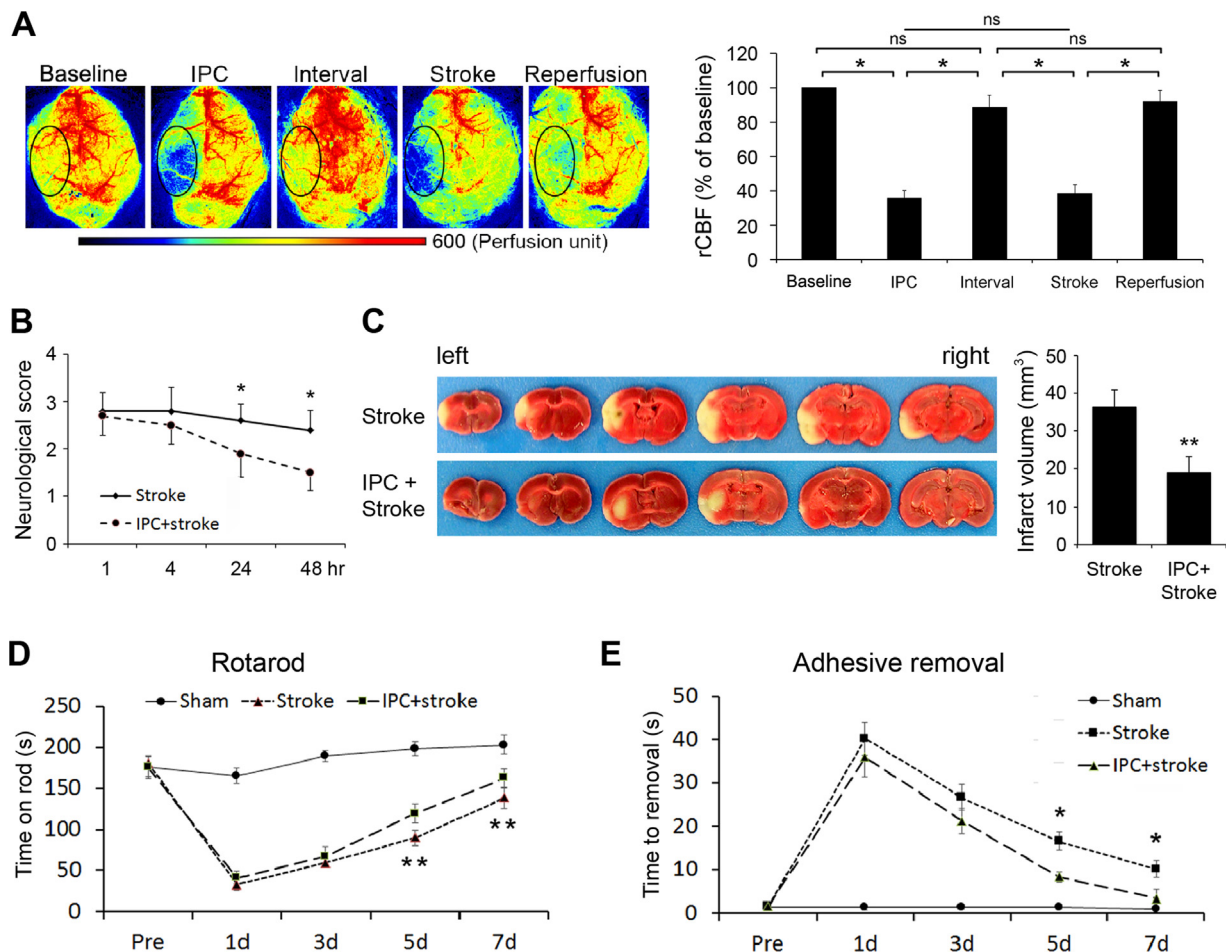 A
Baseline IPC Interval Stroke Reperfusion
600 (Perfusion unit)
ns
ns ns
* * * *
rCBF (% of baseline)
120
100
80
60
40
20
0
Baseline IPC Interval Stroke Reperfusion
B
Neurological score
4
3
2
1
0
* *
Stroke
IPC+stroke
1 4 24 48 hr
C
left right
Stroke
IPC +
Stroke
Infarct volume (mm³)
50
40
30
20
10
0
**
Stroke IPC+
Stroke
D
Rotarod
Sham Stroke IPC+stroke
Time on rod (s)
250
200
150
100
50
0
** **
Pre 1d 3d 5d 7d
E
Adhesive removal
Sham
Stroke
IPC+stroke
Time to removal (s)
50
40
30
20
10
0
* *
Pre 1d 3d 5d 7d